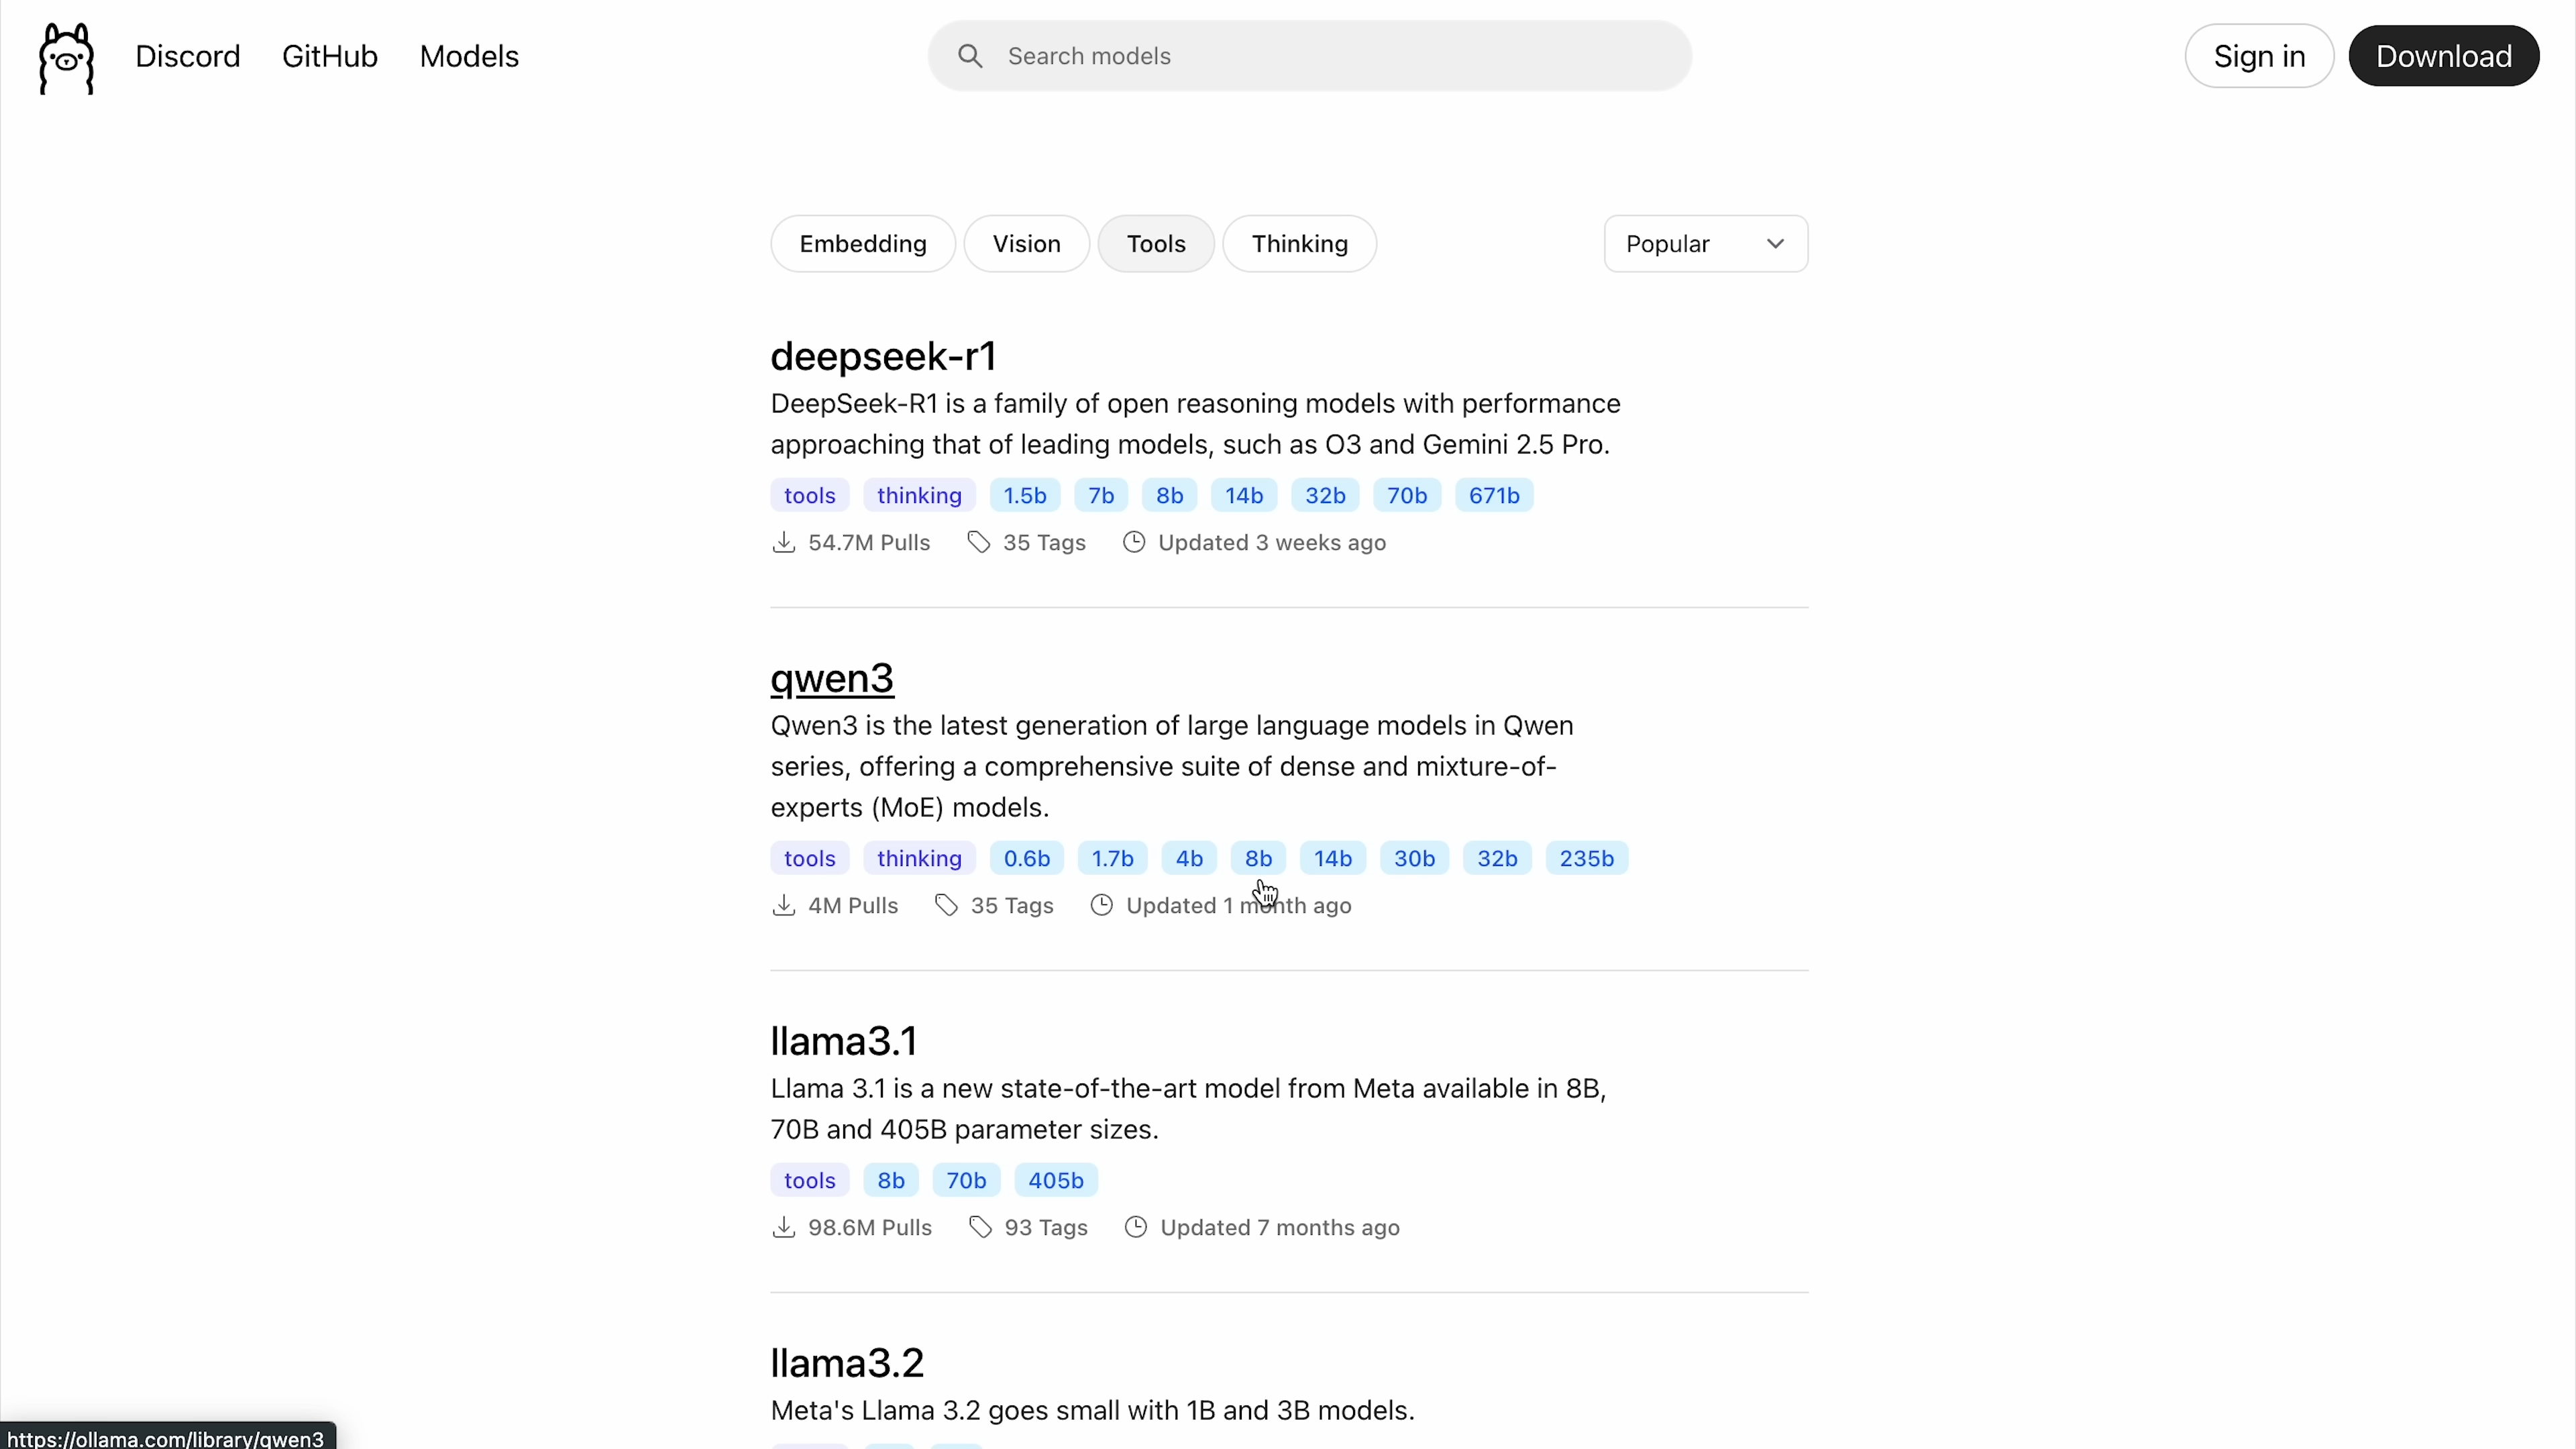 Discord GitHub Models Search models Sign in Download
Embedding Vision Tools Thinking Popular
deepseek-r1
DeepSeek-R1 is a family of open reasoning models with performance
approaching that of leading models, such as O3 and Gemini 2.5 Pro.
tools thinking 1.5b 7b 8b 14b 32b 70b 671b
54.7M Pulls 35 Tags Updated 3 weeks ago
qwen3
Qwen3 is the latest generation of large language models in Qwen
series, offering a comprehensive suite of dense and mixture-of-
experts (MoE) models.
tools thinking 0.6b 1.7b 4b 8b 14b 30b 32b 235b
4M Pulls 35 Tags Updated 1 month ago
llama3.1
Llama 3.1 is a new state-of-the-art model from Meta available in 8B,
70B and 405B parameter sizes.
tools 8b 70b 405b
98.6M Pulls 93 Tags Updated 7 months ago
llama3.2
Meta's Llama 3.2 goes small with 1B and 3B models.
https://ollama.com/library/qwen3